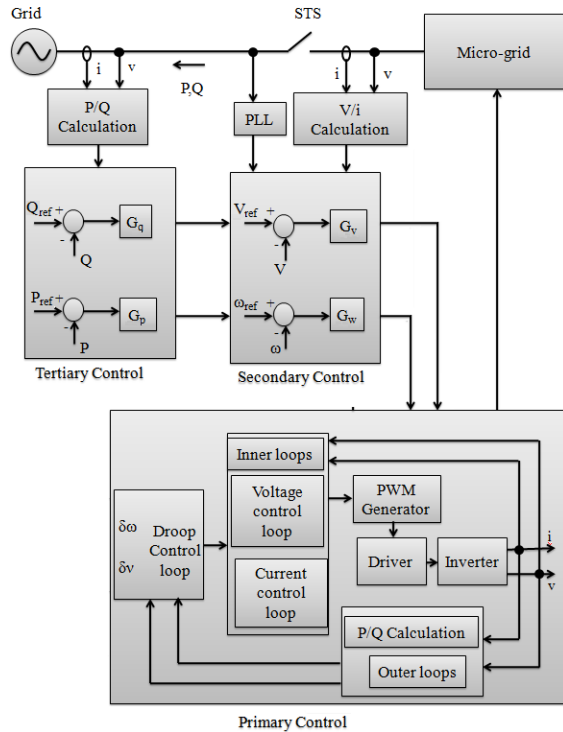 Grid
STS
i
v
P,Q
i
v
Micro-grid
P/Q
Calculation
PLL
V/i
Calculation
Qref
+
-
Q
Gq
Pref
+
-
P
Gp
Vref
+
-
V
Gv
ωref
+
-
ω
Gw
Tertiary Control
Secondary Control
Inner loops
Voltage
control
loop
Current
control
loop
δω
δv
Droop
Control
loop
PWM
Generator
Driver
Inverter
i
v
P/Q Calculation
Outer loops
Primary Control